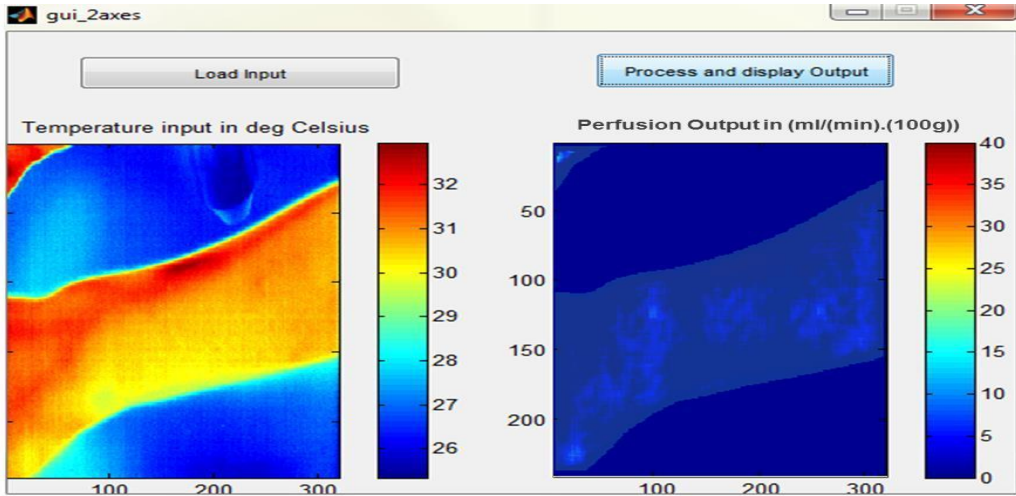 gui_2axes
Load Input
Process and display Output
Temperature input in deg Celsius
Perfusion Output in (ml/(min).(100g))
32
31
30
29
28
27
26
100 200 300
50
100
150
200
100 200 300
40
35
30
25
20
15
10
5
0